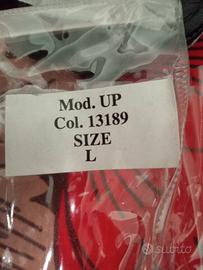 Mod. UP
Col. 13189
SIZE
L
subito